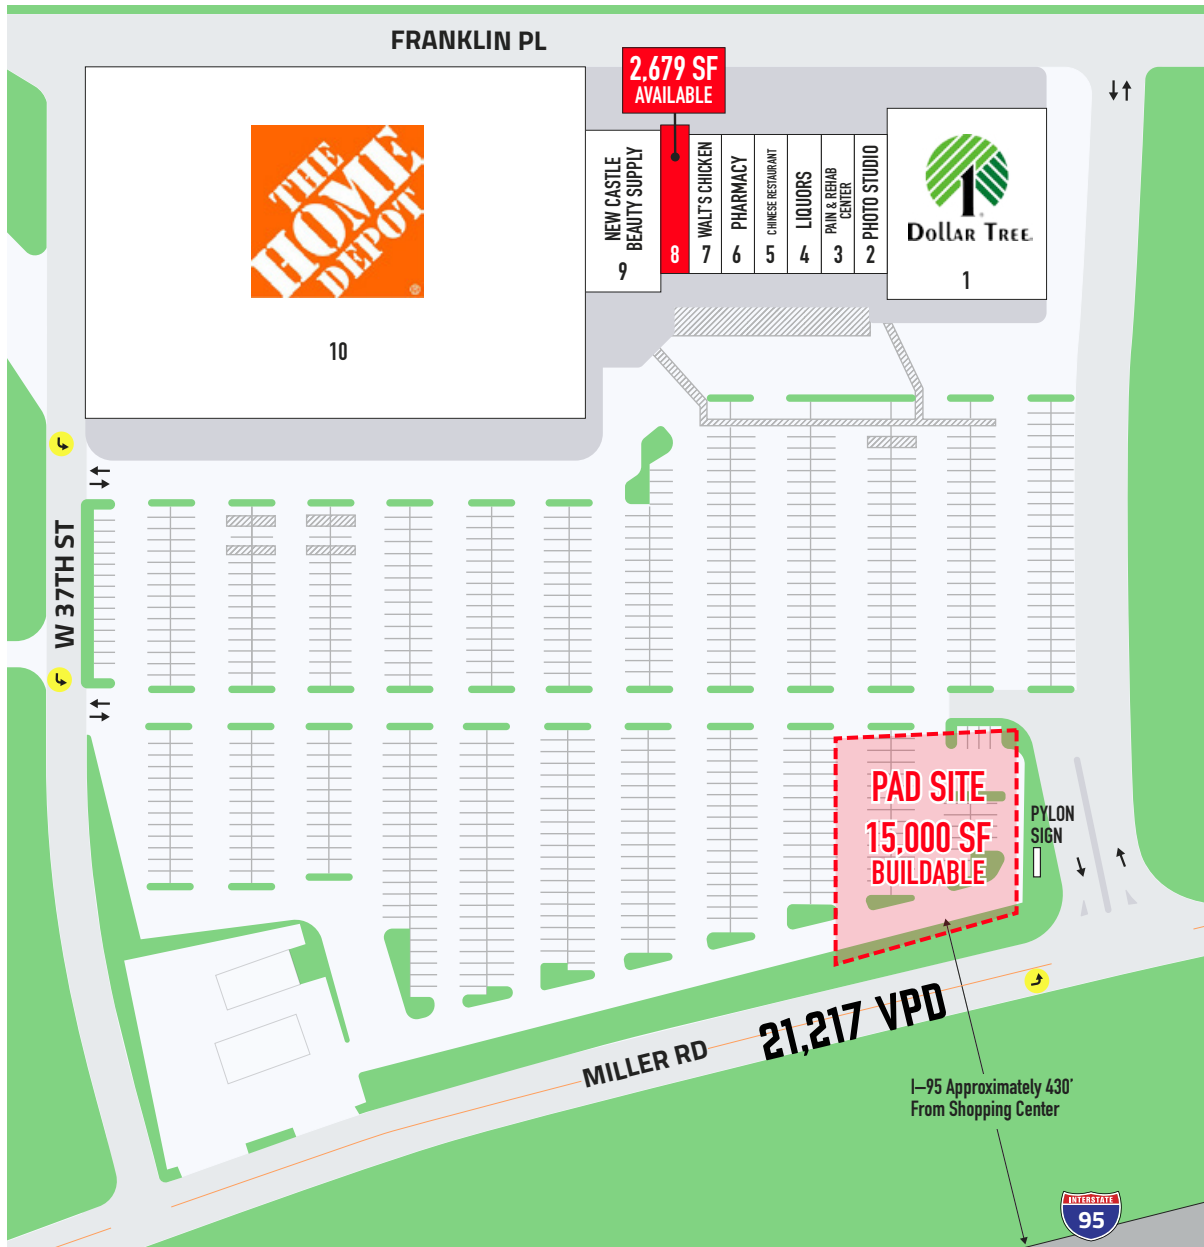 FRANKLIN PL
2,679 SF
AVAILABLE
THE
HOME
DEPOT
10
NEW CASTLE
BEAUTY SUPPLY
9
8
WALT'S CHICKEN
7
PHARMACY
6
CHINESE RESTAURANT
5
LIQUORS
4
PAIN & REHAB
CENTER
3
PHOTO STUDIO
2
1
DOLLAR TREE
1
W 37TH ST
PAD SITE
15,000 SF
BUILDABLE
PYLON
SIGN
21,217 VPD
MILLER RD
I–95 Approximately 430'
From Shopping Center
INTERSTATE
95